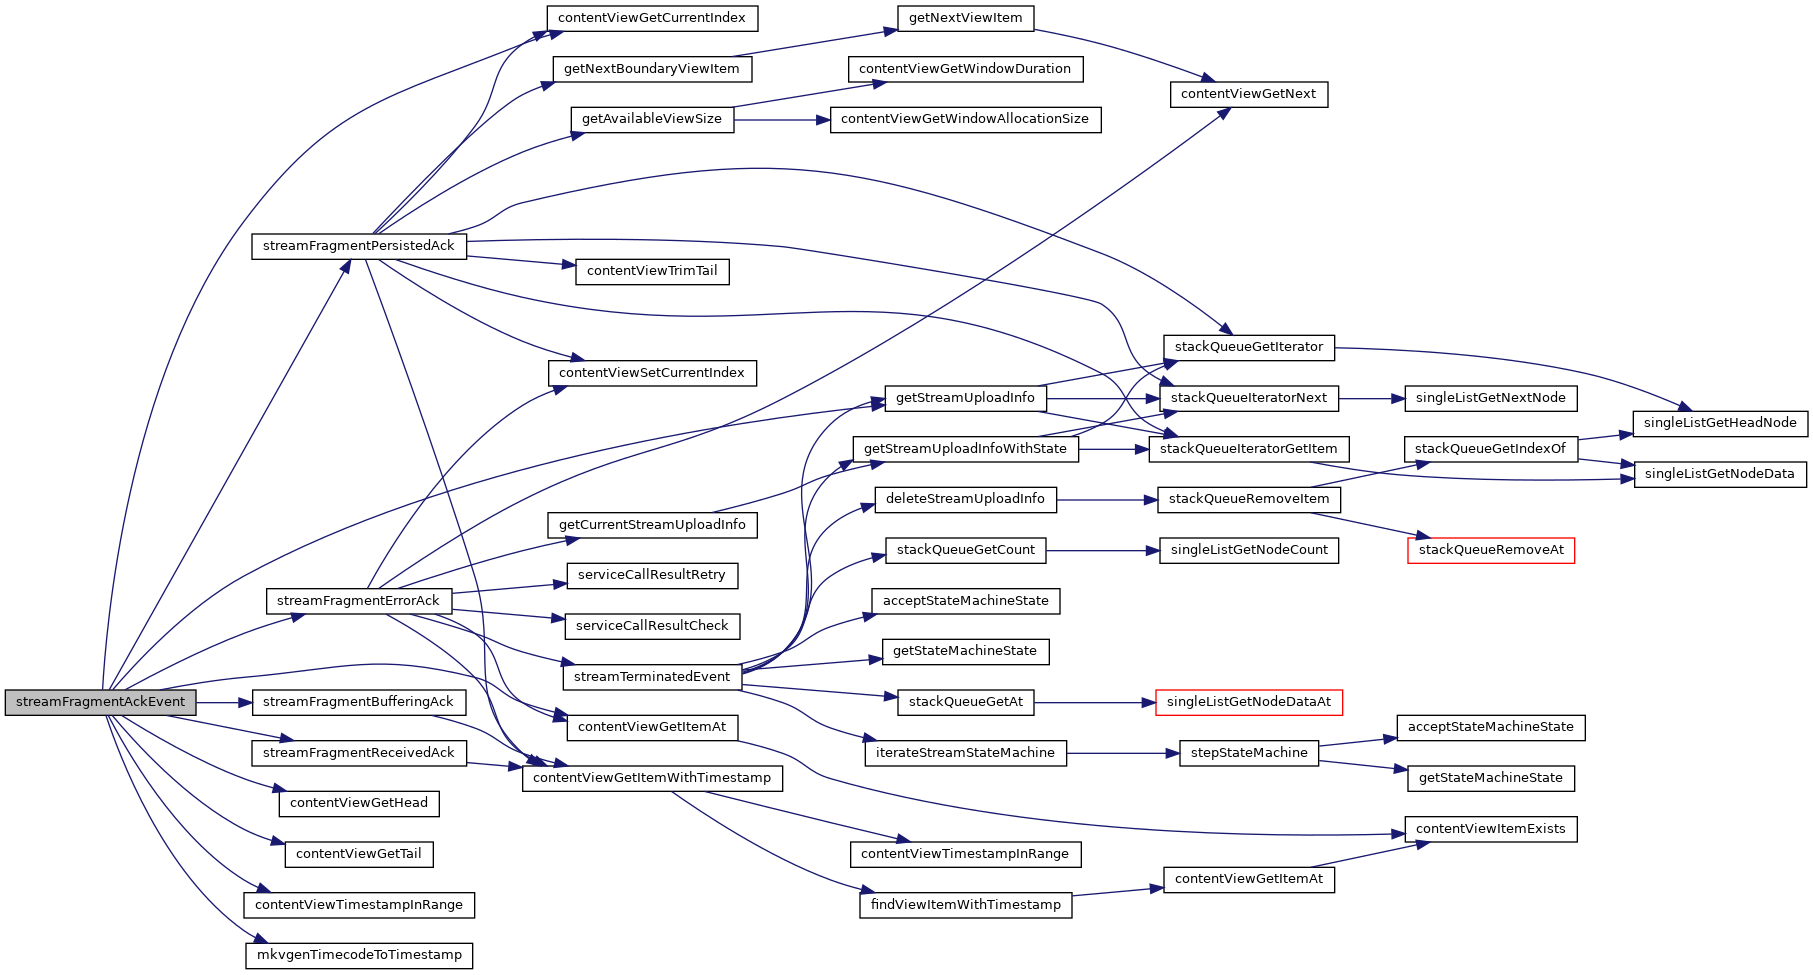 contentViewGetCurrentIndex
getNextViewItem
getNextBoundaryViewItem
contentViewGetWindowDuration
contentViewGetNext
getAvailableViewSize
contentViewGetWindowAllocationSize
streamFragmentPersistedAck
contentViewTrimTail
stackQueueGetIterator
contentViewSetCurrentIndex
getStreamUploadInfo
stackQueueIteratorNext
singleListGetNextNode
singleListGetHeadNode
getStreamUploadInfoWithState
stackQueueIteratorGetItem
stackQueueGetIndexOf
singleListGetNodeData
deleteStreamUploadInfo
stackQueueRemoveItem
getCurrentStreamUploadInfo
stackQueueGetCount
singleListGetNodeCount
stackQueueRemoveAt
serviceCallResultRetry
streamFragmentErrorAck
acceptStateMachineState
serviceCallResultCheck
getStateMachineState
streamTerminatedEvent
streamFragmentAckEvent
streamFragmentBufferingAck
stackQueueGetAt
singleListGetNodeDataAt
contentViewGetItemAt
acceptStateMachineState
streamFragmentReceivedAck
iterateStreamStateMachine
stepStateMachine
contentViewGetItemWithTimestamp
getStateMachineState
contentViewGetHead
contentViewItemExists
contentViewGetTail
contentViewTimestampInRange
contentViewGetItemAt
contentViewTimestampInRange
findViewItemWithTimestamp
mkvgenTimecodeToTimestamp